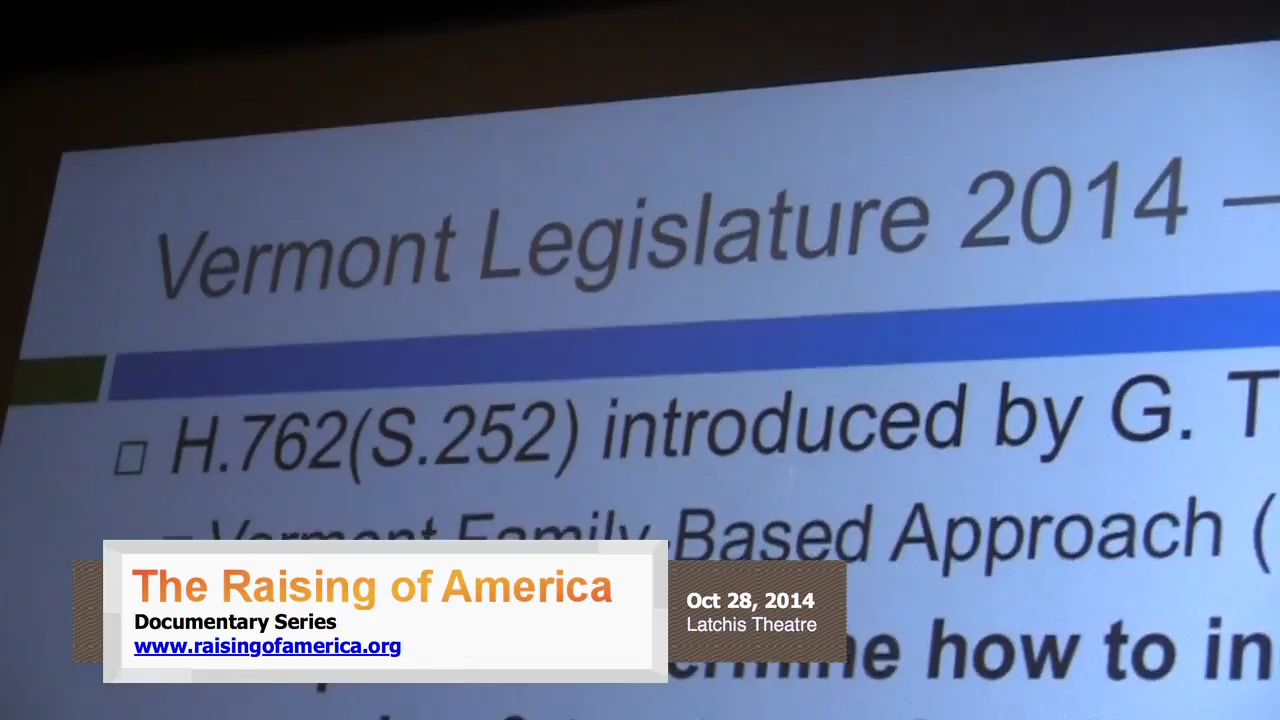 Vermont Legislature 2014 –
H.762(S.252) introduced by G. T
Vermont Family-Based Approach (
how to in
The Raising of America
Documentary Series
www.raisingofamerica.org
Oct 28, 2014
Latchis Theatre